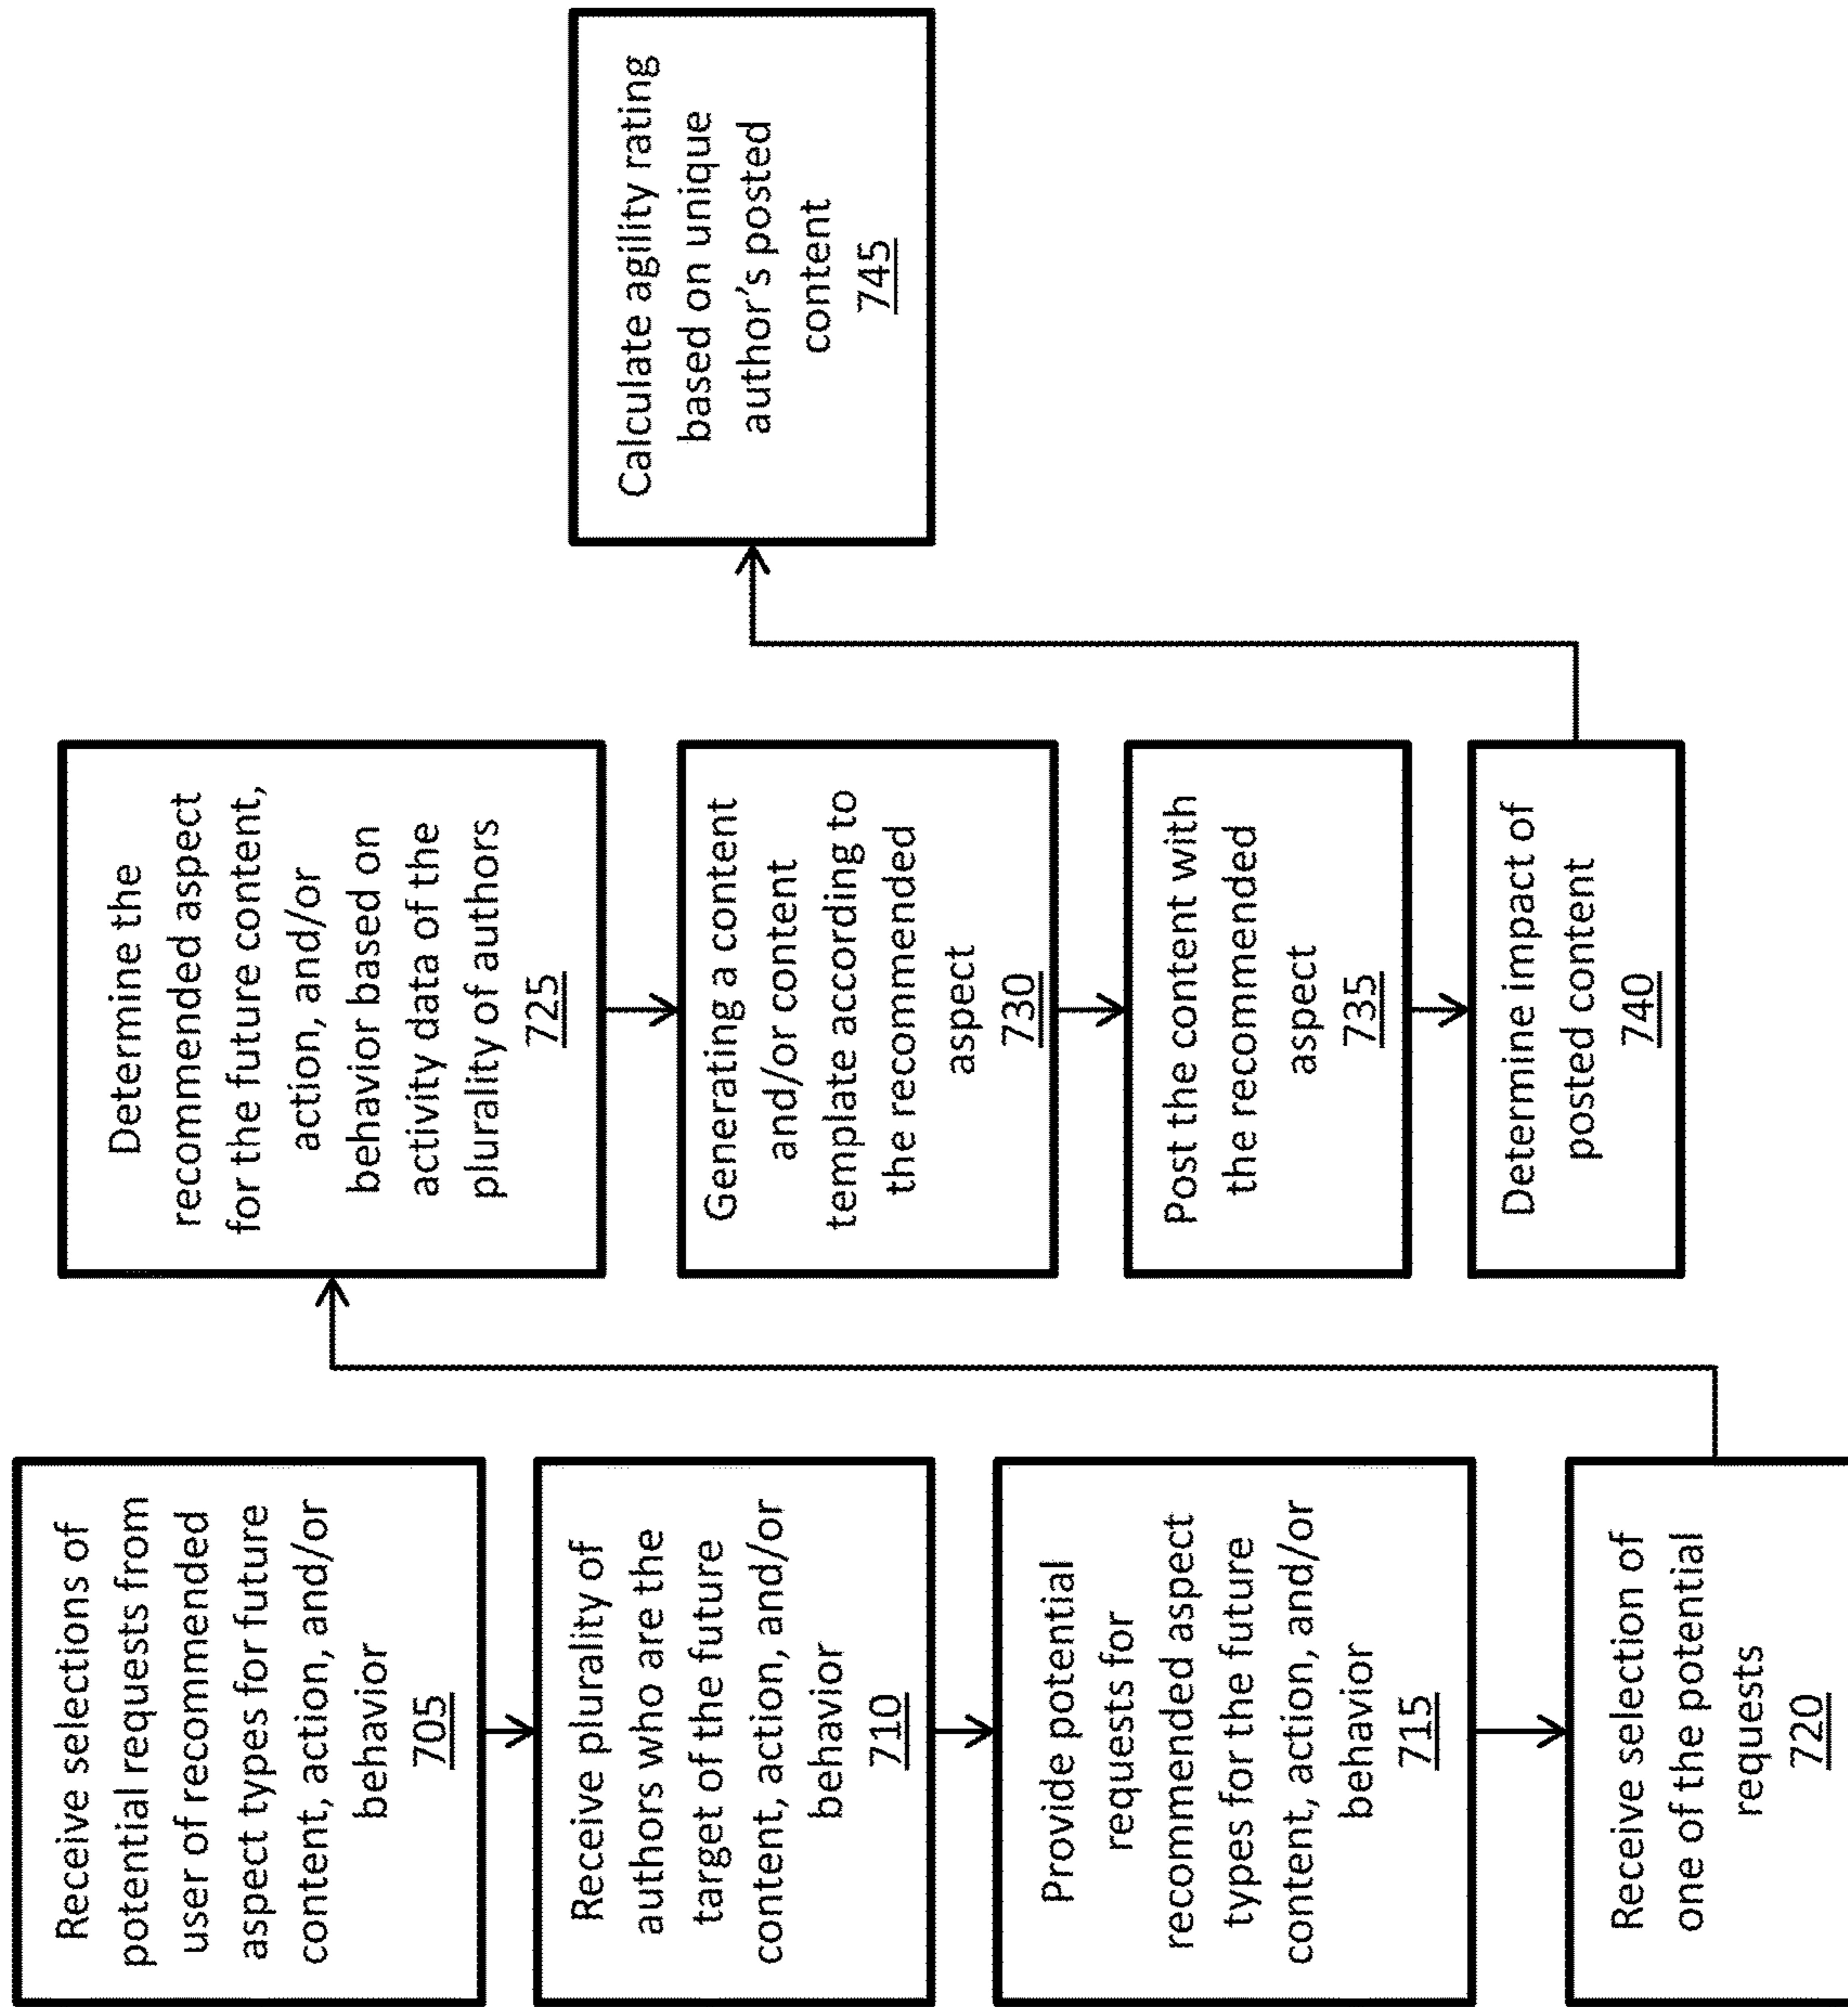 Receive selections of
potential requests from
user of recommended
aspect types for future
content, action, and/or
behavior
705
Receive plurality of
authors who are the
target of the future
content, action, and/or
behavior
710
Provide potential
requests for
recommended aspect
types for the future
content, action, and/or
behavior
715
Receive selection of
one of the potential
requests
720
Determine the
recommended aspect
for the future content,
action, and/or
behavior based on
activity data of the
plurality of authors
725
Generating a content
and/or content
template according to
the recommended
aspect
730
Post the content with
the recommended
aspect
735
Determine impact of
posted content
740
Calculate agility rating
based on unique
author's posted
content
745